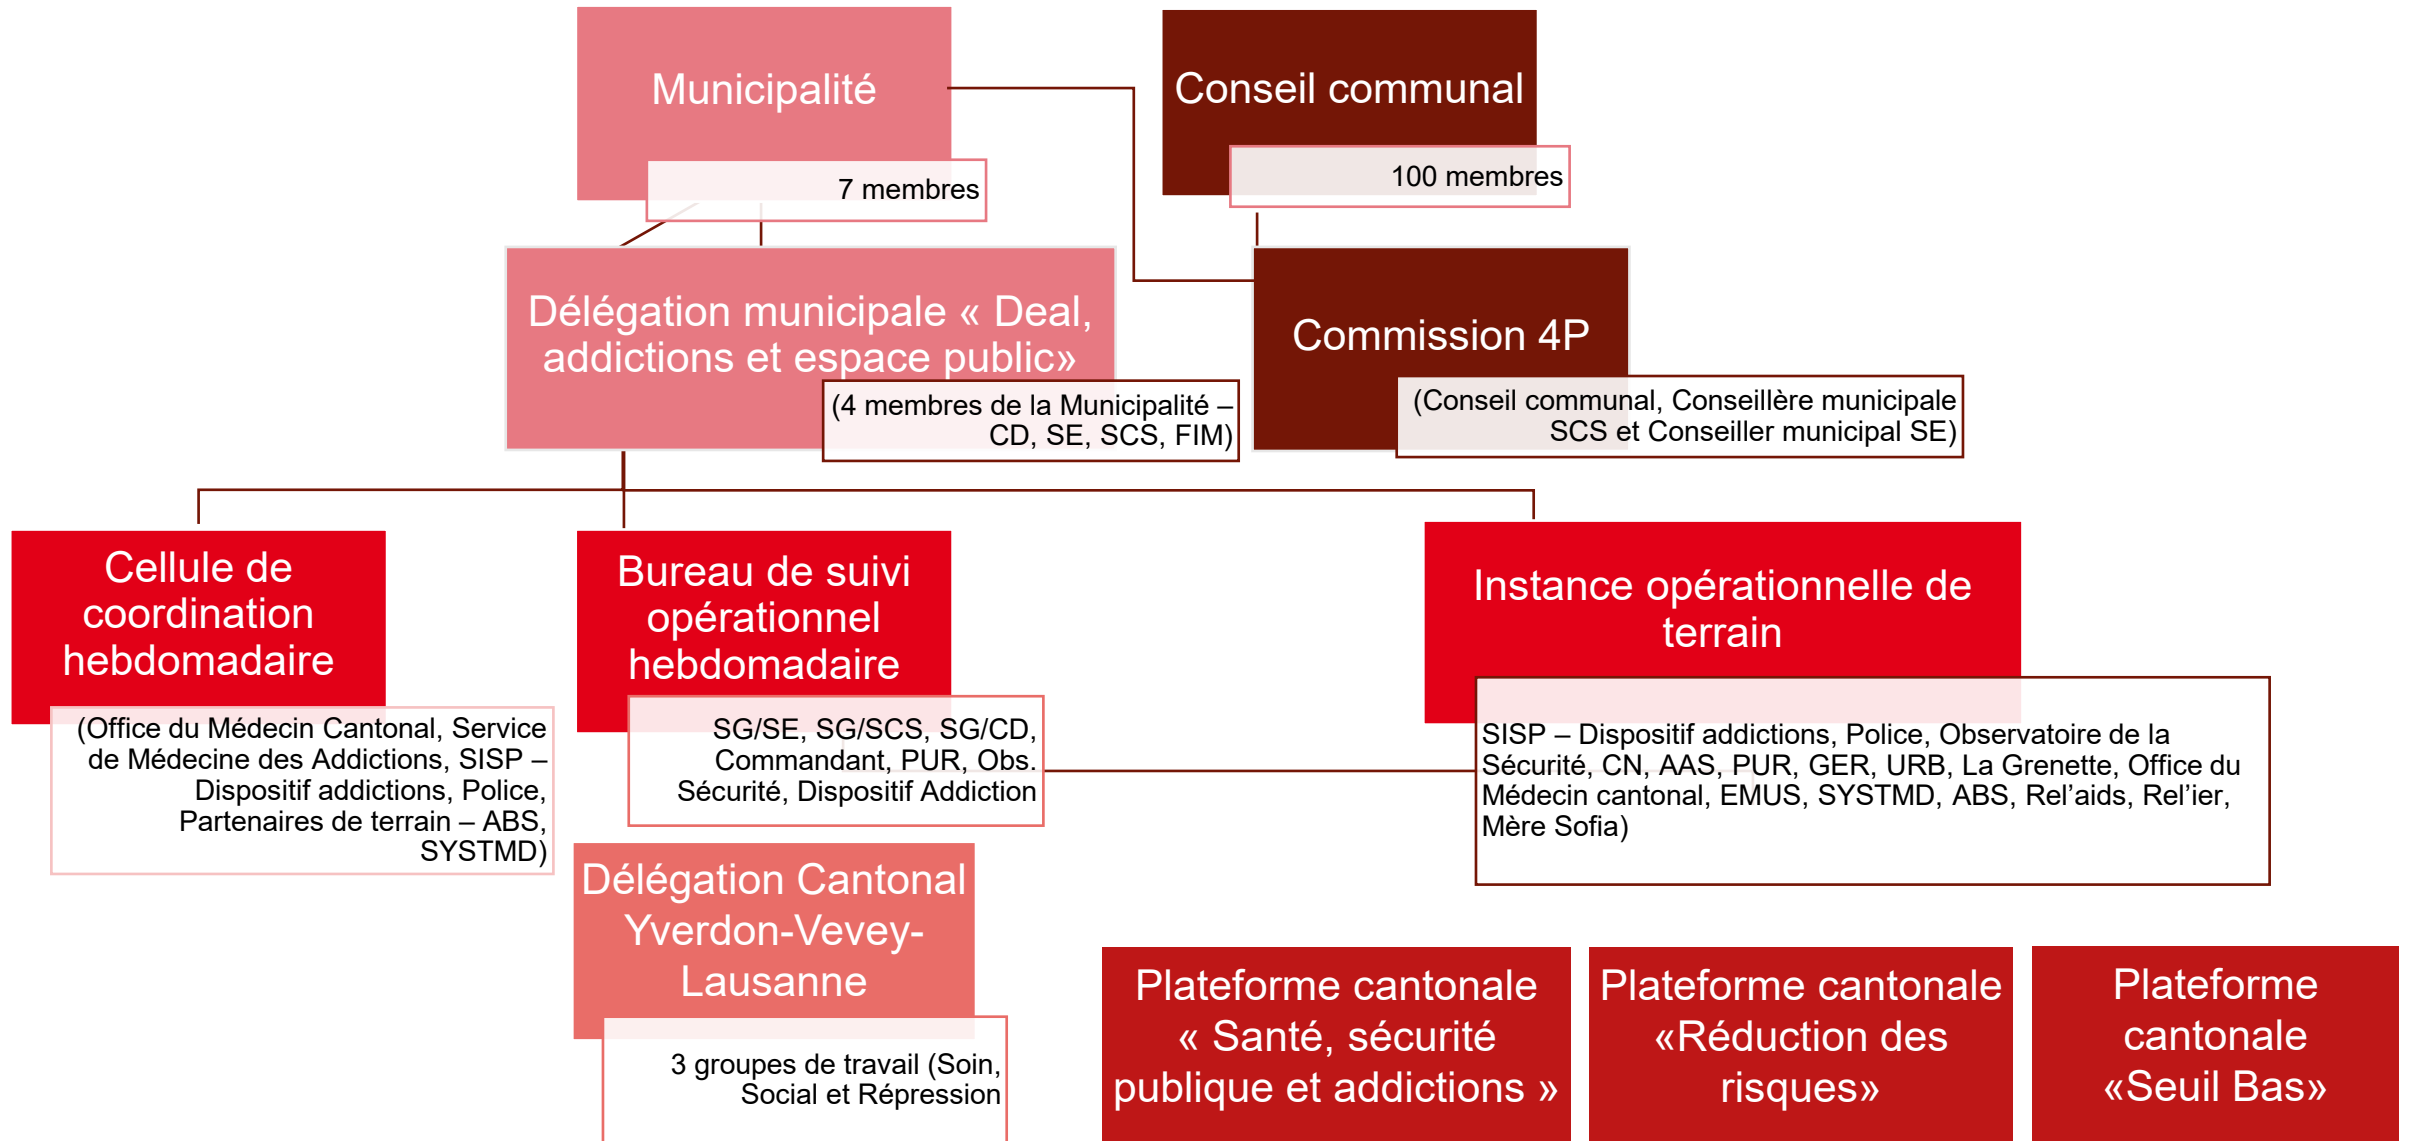 Municipalité
7 membres
Conseil communal
100 membres
Délégation municipale « Deal,
addictions et espace public»
(4 membres de la Municipalité –
CD, SE, SCS, FIM)
Commission 4P
(Conseil communal, Conseillère municipale
SCS et Conseiller municipal SE)
Cellule de
coordination
hebdomadaire
(Office du Médecin Cantonal, Service
de Médecine des Addictions, SISP –
Dispositif addictions, Police,
Partenaires de terrain – ABS,
SYSTMD)
Bureau de suivi
opérationnel
hebdomadaire
SG/SE, SG/SCS, SG/CD,
Commandant, PUR, Obs.
Sécurité, Dispositif Addiction
Instance opérationnelle de
terrain
SISP – Dispositif addictions, Police, Observatoire de la
Sécurité, CN, AAS, PUR, GER, URB, La Grenette, Office du
Médecin cantonal, EMUS, SYSTMD, ABS, Rel’aids, Rel’ier,
Mère Sofia)
Délégation Cantonal
Yverdon-Vevey-
Lausanne
3 groupes de travail (Soin,
Social et Répression
Plateforme cantonale
« Santé, sécurité
publique et addictions »
Plateforme cantonale
«Réduction des
risques»
Plateforme
cantonale
«Seuil Bas»